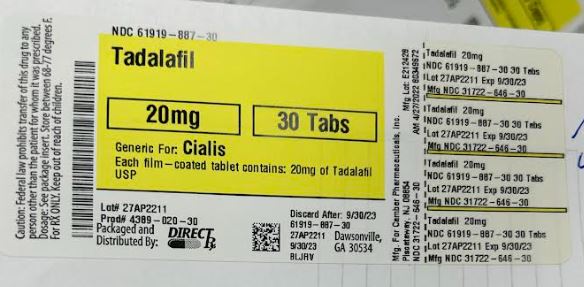 Caution: Federal law prohibits transfer of this drug to any
person other than the patient for whom it was prescribed.
Dosage: See package insert. Store between 68-77 degrees F.
For RX ONLY. Keep out of reach of children.
NDC 61919-887-30
Tadalafil
20mg
30 Tabs
Generic For: Cialis
Each film-coated tablet contains: 20mg of Tadalafil
USP
Lot# 27AP2211
Prpd# 4389-020-30
Packaged and
Distributed By:
DIRECT Rx
Discard After: 9/30/23
61919-887-30
27AP2211
9/30/23
BLJRV
Dawsonville,
GA 30534
Mfg. For Camber Pharmaceuticals, Inc.
Piscataway, NJ 08854
NDC 31722-646-30
Mfg Lot: E212428
AM 4/27/2022
Tadalafil 20mg
NDC 61919-887-30 30 Tabs
Lot 27AP2211 Exp 9/30/23
Mfg NDC 31722-646-30
Tadalafil 20mg
NDC 61919-887-30 30 Tabs
Lot 27AP2211 Exp 9/30/23
Mfg NDC 31722-646-30
Tadalafil 20mg
NDC 61919-887-30 30 Tabs
Lot 27AP2211 Exp 9/30/23
Mfg NDC 31722-646-30
Tadalafil 20mg
NDC 61919-887-30 30 Tabs
Lot 27AP2211 Exp 9/30/23
Mfg NDC 31722-646-30